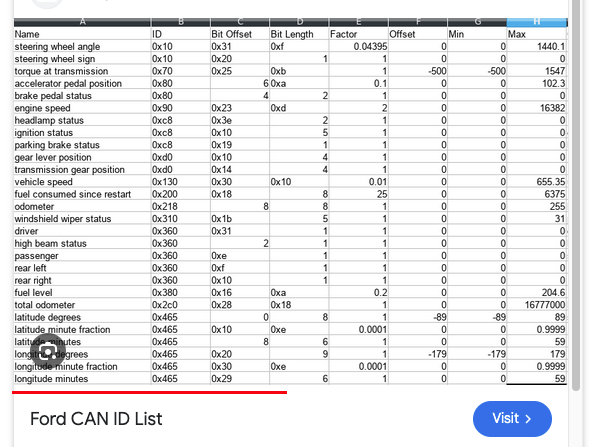 A B C D E F G H
Name ID Bit Offset Bit Length Factor Offset Min Max
steering wheel angle 0x10 0x31 0xf 0.04395 0 0 1440.1
steering wheel sign 0x10 0x20 1 1 0 0 0
torque at transmission 0x70 0x25 0xb 1 -500 -500 1547
accelerator pedal position 0x80 6 0xa 0.1 0 0 102.3
brake pedal status 0x80 4 2 1 0 0 0
engine speed 0x90 0x23 0xd 2 0 0 16382
headlamp status 0xc8 0x3e 2 1 0 0 0
ignition status 0xc8 0x10 5 1 0 0 0
parking brake status 0xc8 0x19 1 1 0 0 0
gear lever position 0xd0 0x10 4 1 0 0 0
transmission gear position 0xd0 0x14 4 1 0 0 0
vehicle speed 0x130 0x30 0x10 0.01 0 0 655.35
fuel consumed since restart 0x200 0x18 8 25 0 0 6375
odometer 0x218 8 8 1 0 0 255
windshield wiper status 0x310 0x1b 5 1 0 0 31
driver 0x360 0x31 1 1 0 0 0
high beam status 0x360 2 1 1 0 0 0
passenger 0x360 0xe 1 1 0 0 0
rear left 0x360 0xf 1 1 0 0 0
rear right 0x360 0x10 1 1 0 0 0
fuel level 0x380 0x16 0xa 0.2 0 0 204.6
total odometer 0x2c0 0x28 0x18 1 0 0 16777000
latitude degrees 0x465 0 8 1 -89 -89 89
latitude minute fraction 0x465 0x10 0xe 0.0001 0 0 0.9999
latitude minutes 0x465 8 6 1 0 0 59
longitude degrees 0x465 0x20 9 1 -179 -179 179
longitude minute fraction 0x465 0x30 0xe 0.0001 0 0 0.9999
longitude minutes 0x465 0x29 6 1 0 0 59
Ford CAN ID List
Visit >